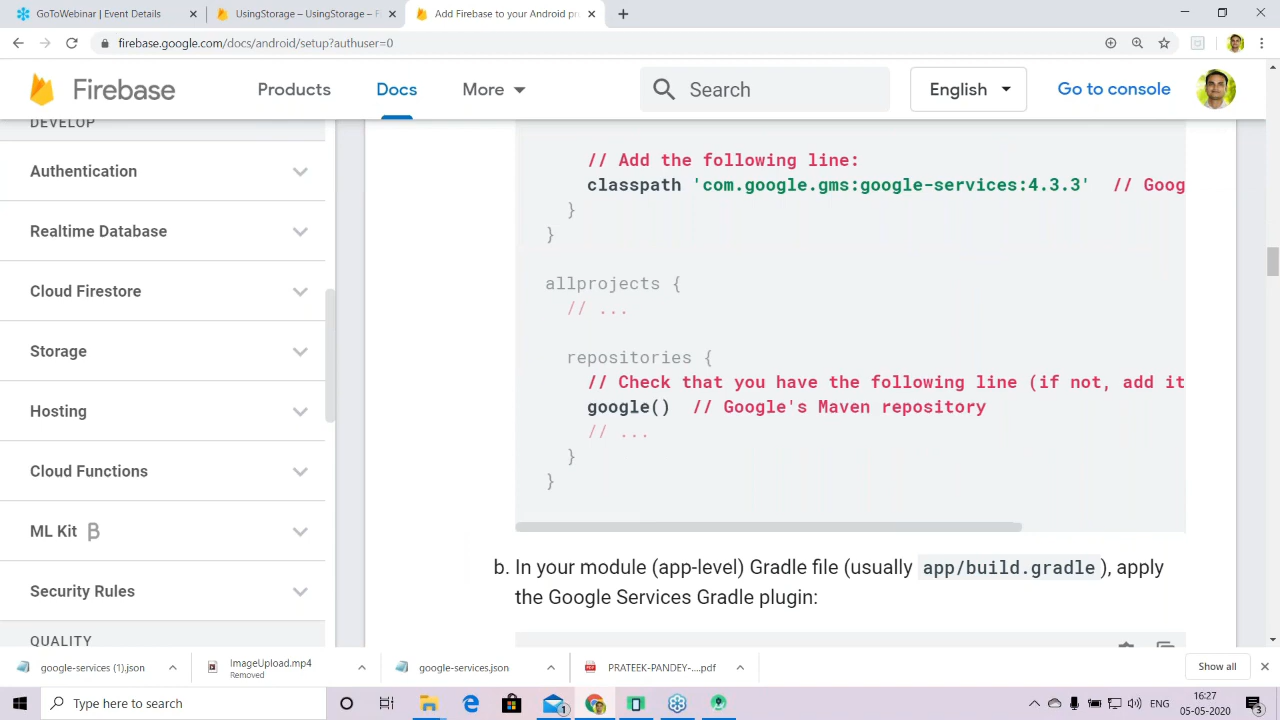 GoToWebinar
UsingStorage – F
Add Firebase to your Android pr
firebase.google.com/docs/android/setup?authuser=0
Firebase
Products
Docs
More
Search
English
Go to console
DEVELOP
Authentication
Realtime Database
Cloud Firestore
Storage
Hosting
Cloud Functions
ML Kit β
Security Rules
QUALITY
// Add the following line:
classpath 'com.google.gms:google-services:4.3.3' // Goog
}
}
allprojects {
// ...
repositories {
// Check that you have the following line (if not, add it
google() // Google's Maven repository
// ...
}
}
b. In your module (app-level) Gradle file (usually app/build.gradle ), apply
the Google Services Gradle plugin:
google-services (1).json
ImageUpload.mp4
Removed
google-services.json
PRATEEK-PANDEY-....pdf
Show all
Type here to search
1
ENG
16:27
05-05-2020
3